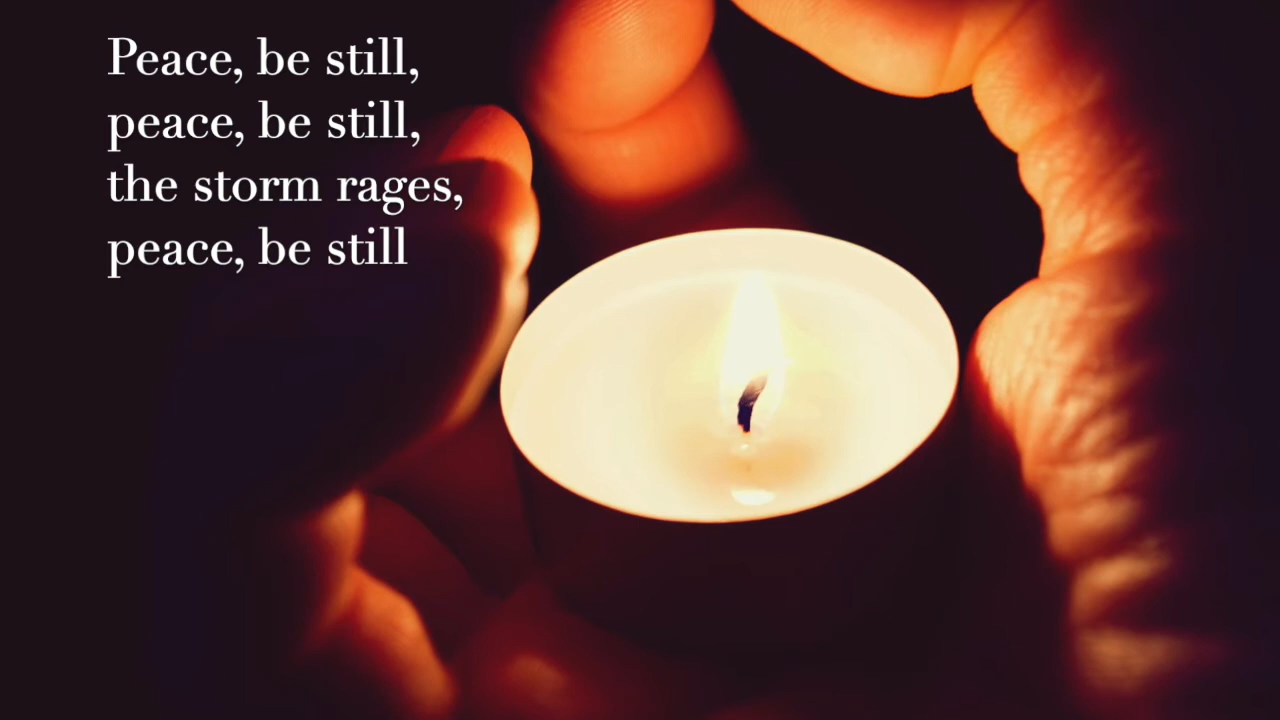 Peace, be still,
peace, be still,
the storm rages,
peace, be still